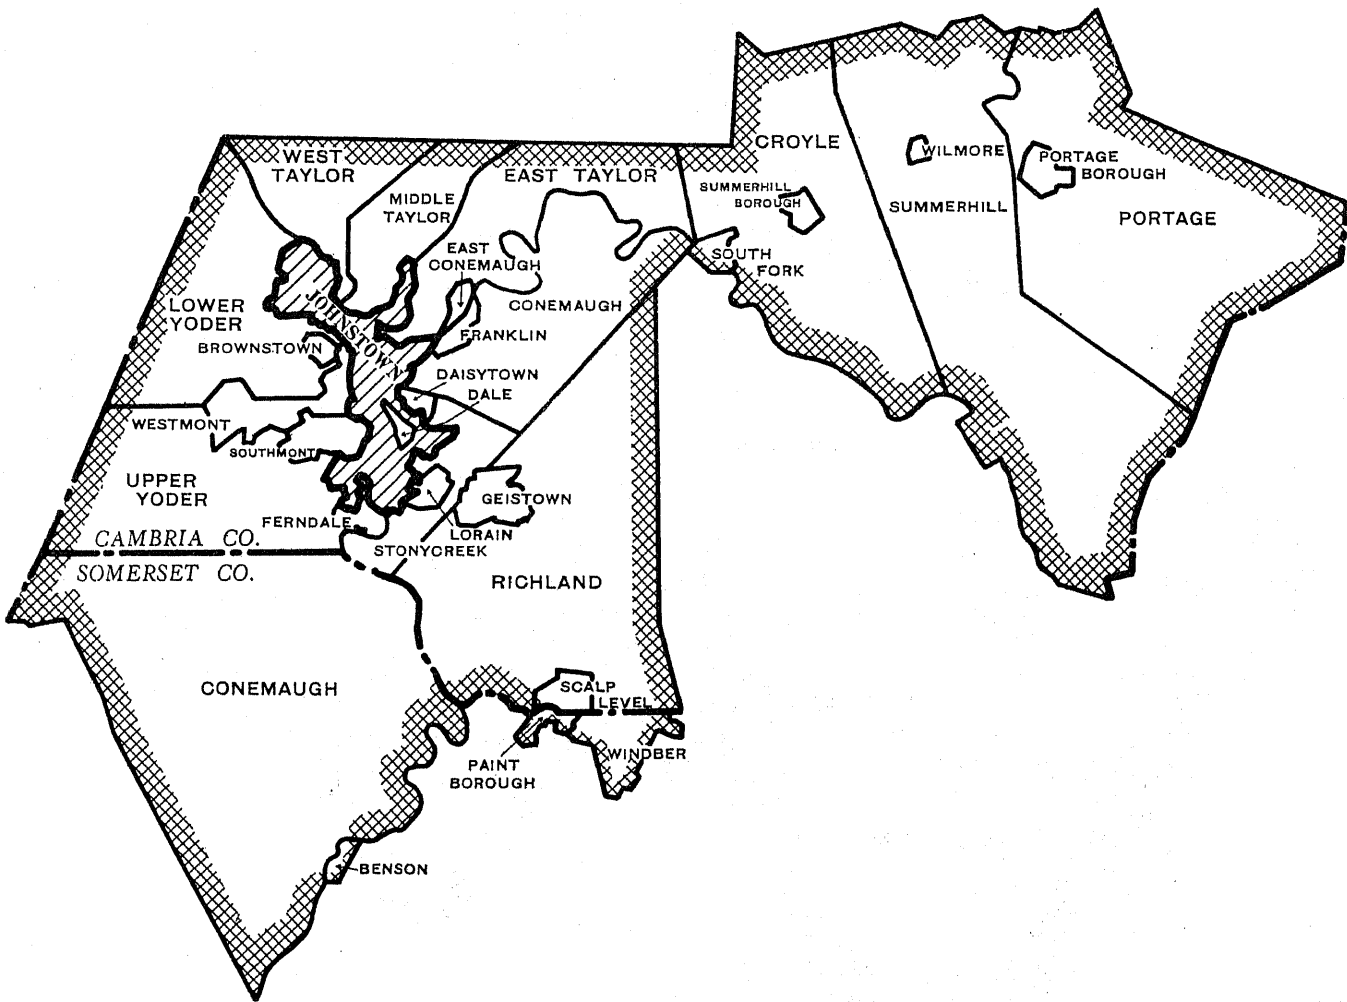 CROYLE
WILMORE
PORTAGE
BOROUGH
WEST
TAYLOR
EAST TAYLOR
MIDDLE
TAYLOR
SUMMERHILL
BOROUGH
SUMMERHILL
PORTAGE
EAST
CONEMAUGH
SOUTH
FORK
LOWER
YODER
JOHNSTOWN
CONEMAUGH
FRANKLIN
BROWNSTOWN
DAISYTOWN
DALE
WESTMONT
SOUTHMONT
UPPER
YODER
GEISTOWN
FERNDALE
LORAIN
CAMBRIA CO.
STONYCREEK
SOMERSET CO.
RICHLAND
CONEMAUGH
SCALP
LEVEL
PAINT
BOROUGH
WINDBER
BENSON